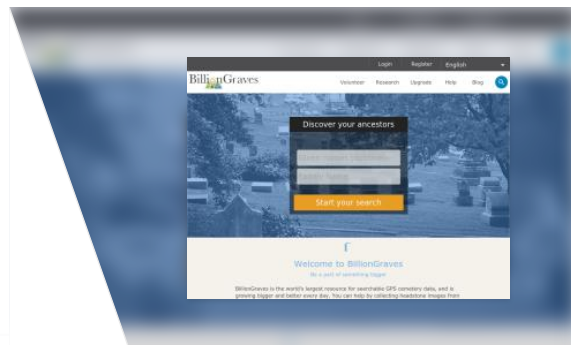 Login Register English
BillionGraves
Volunteer Research Upgrade Help Blog
Discover your ancestors
Start your search
f
Welcome to BillionGraves
Be a part of something bigger
BillionGraves is the world's largest resource for searchable GPS cemetery data, and is
growing bigger and better every day. You can help by collecting headstone images from